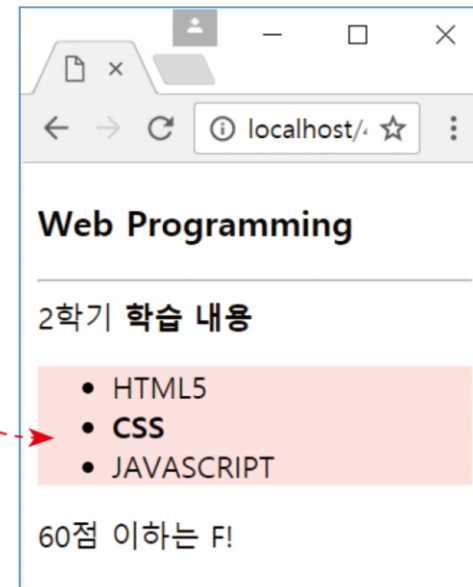 localhost/
Web Programming
2학기 학습 내용
• HTML5
• CSS
• JAVASCRIPT
60점 이하는 F!